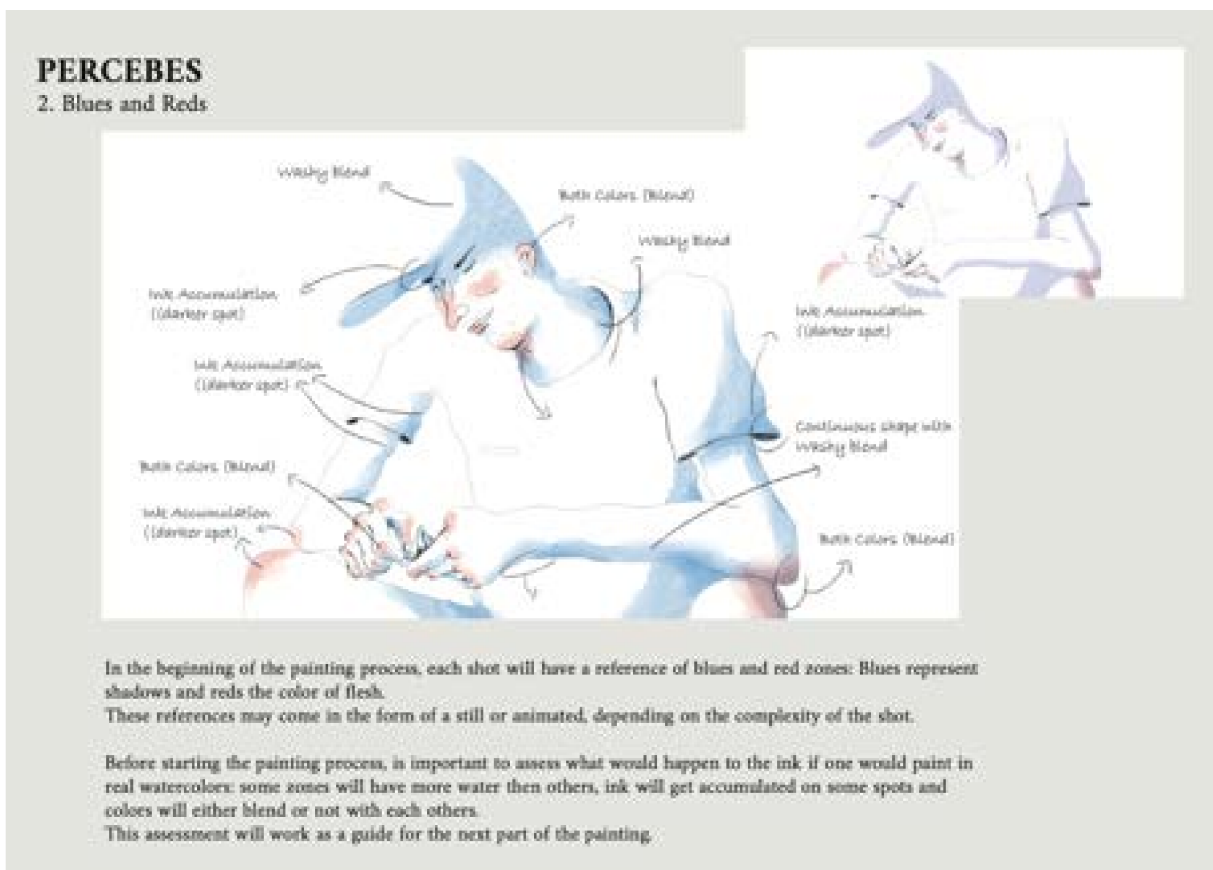 PERCEBES
2. Blues and Reds
Washy Blend
Both Colors (Blend)
Washy Blend
Ink Accumulation
((darker spot)
Ink Accumulation
((darker spot)
Ink Accumulation
((darker spot)
Continuous shape with
Washy Blend
Both Colors (Blend)
Ink Accumulation
((darker spot)
Both Colors (Blend)
In the beginning of the painting process, each shot will have a reference of blues and red zones: Blues represent
shadows and reds the color of flesh.
These references may come in the form of a still or animated, depending on the complexity of the shot.
Before starting the painting process, is important to assess what would happen to the ink if one would paint in
real watercolors: some zones will have more water then others, ink will get accumulated on some spots and
colors will either blend or not with each others.
This assessment will work as a guide for the next part of the painting.